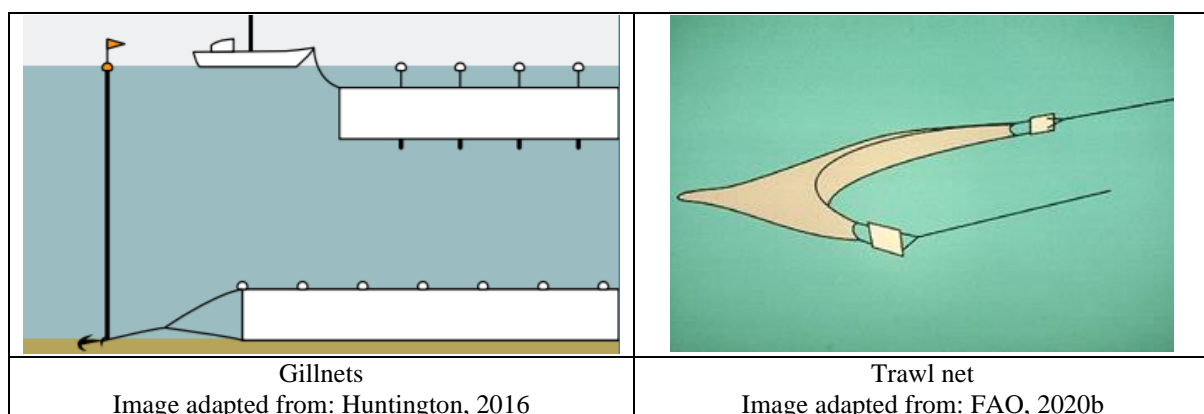 Gillnets
Image adapted from: Huntington, 2016
Trawl net
Image adapted from: FAO, 2020b